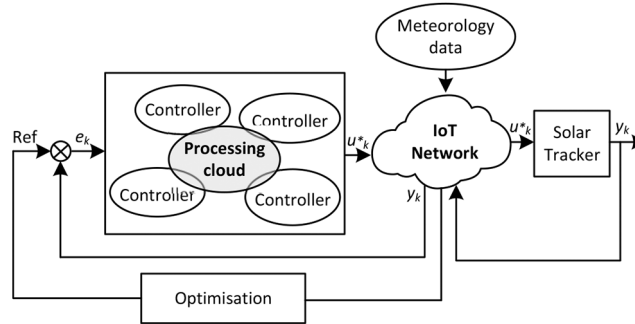 Meteorology
data
Ref
e_k
Controller
Controller
Processing
cloud
Controller
Controller
u*_k
IoT
Network
u*_k
Solar
Tracker
y_k
y_k
Optimisation